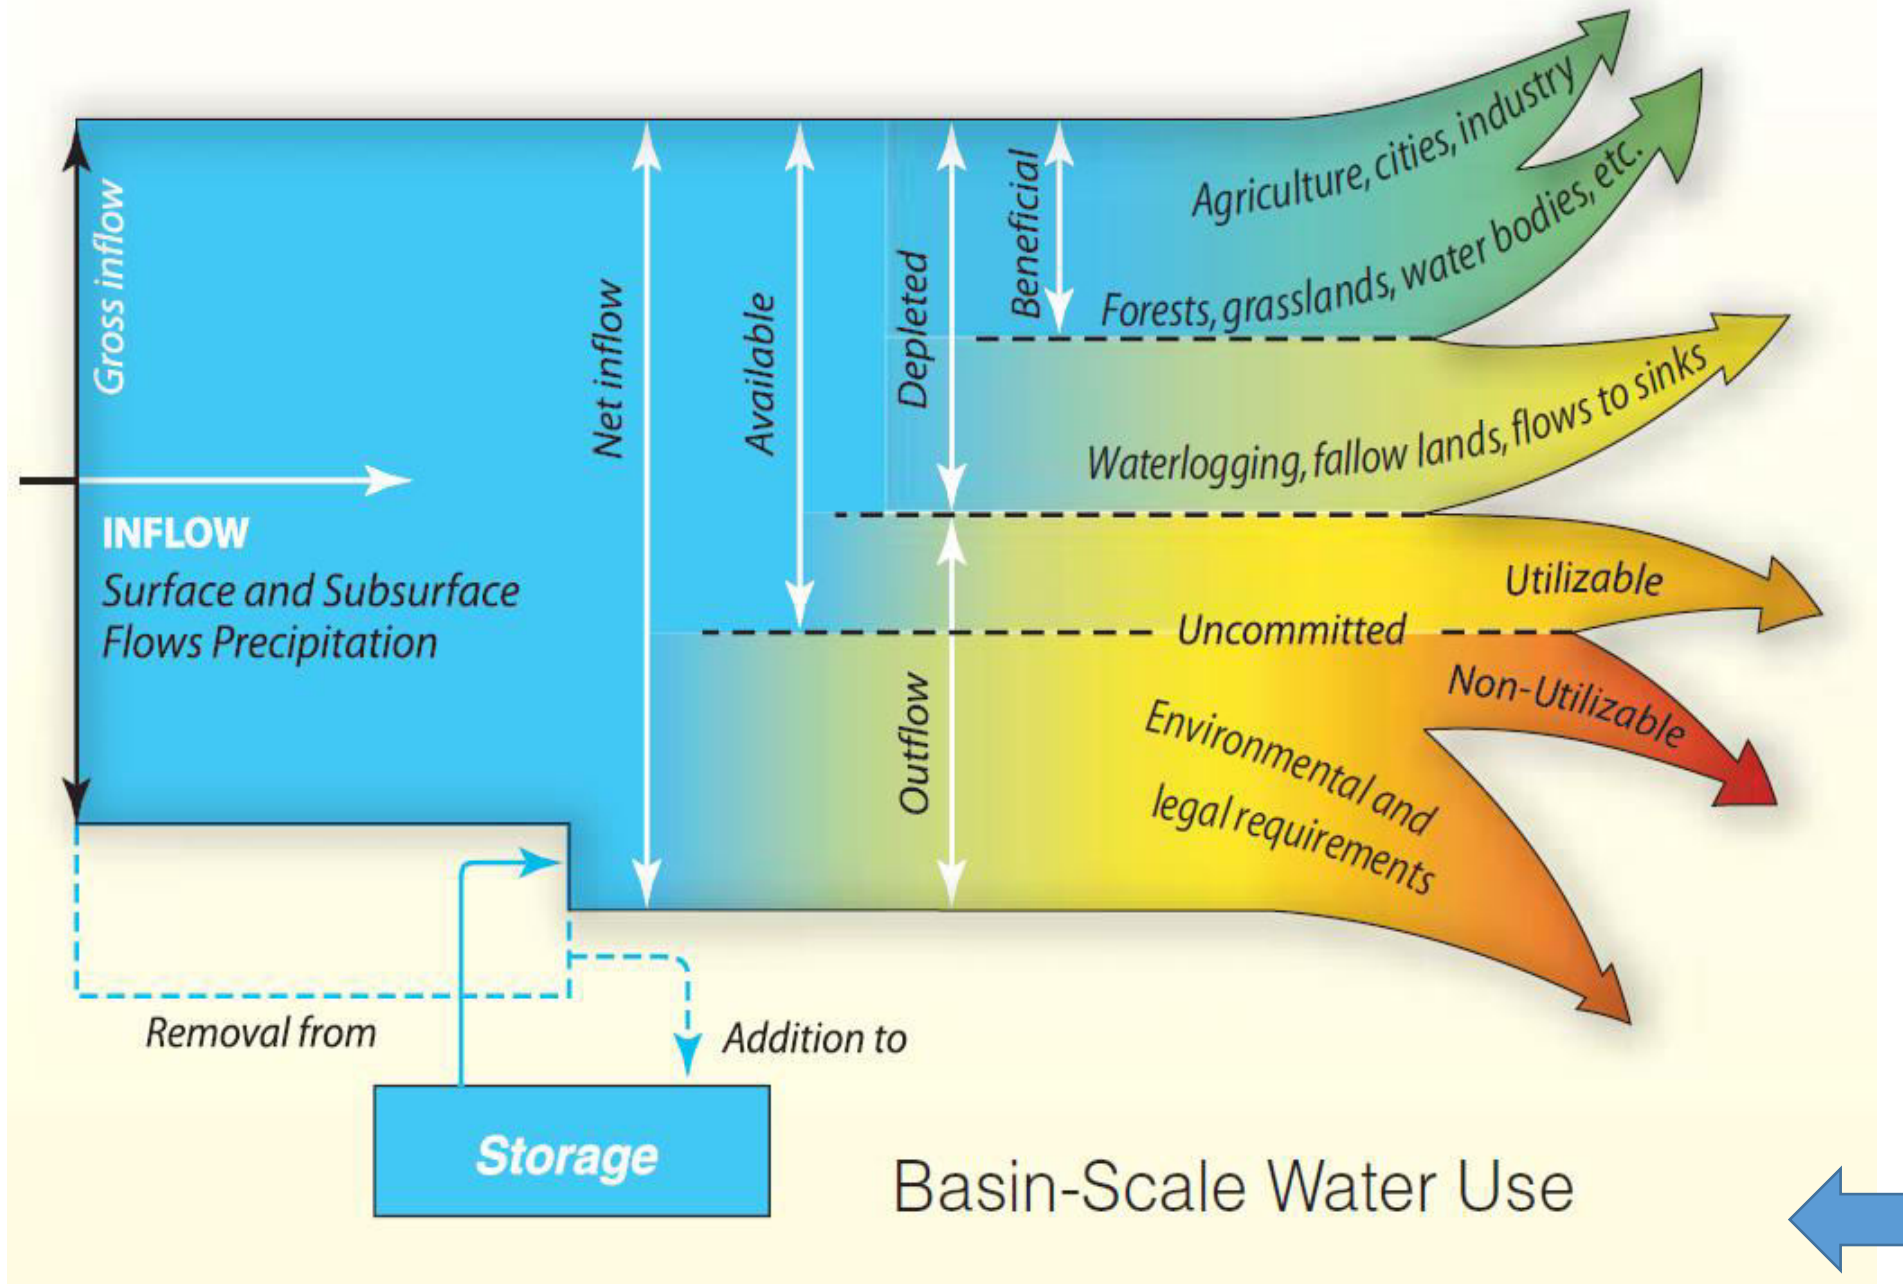 Gross inflow
INFLOW
Surface and Subsurface
Flows Precipitation
Net inflow
Available
Depleted
Beneficial
Outflow
Agriculture, cities, industry
Forests, grasslands, water bodies, etc.
Waterlogging, fallow lands, flows to sinks
Utilizable
Uncommitted
Non-Utilizable
Environmental and
legal requirements
Removal from
Addition to
Storage
Basin-Scale Water Use